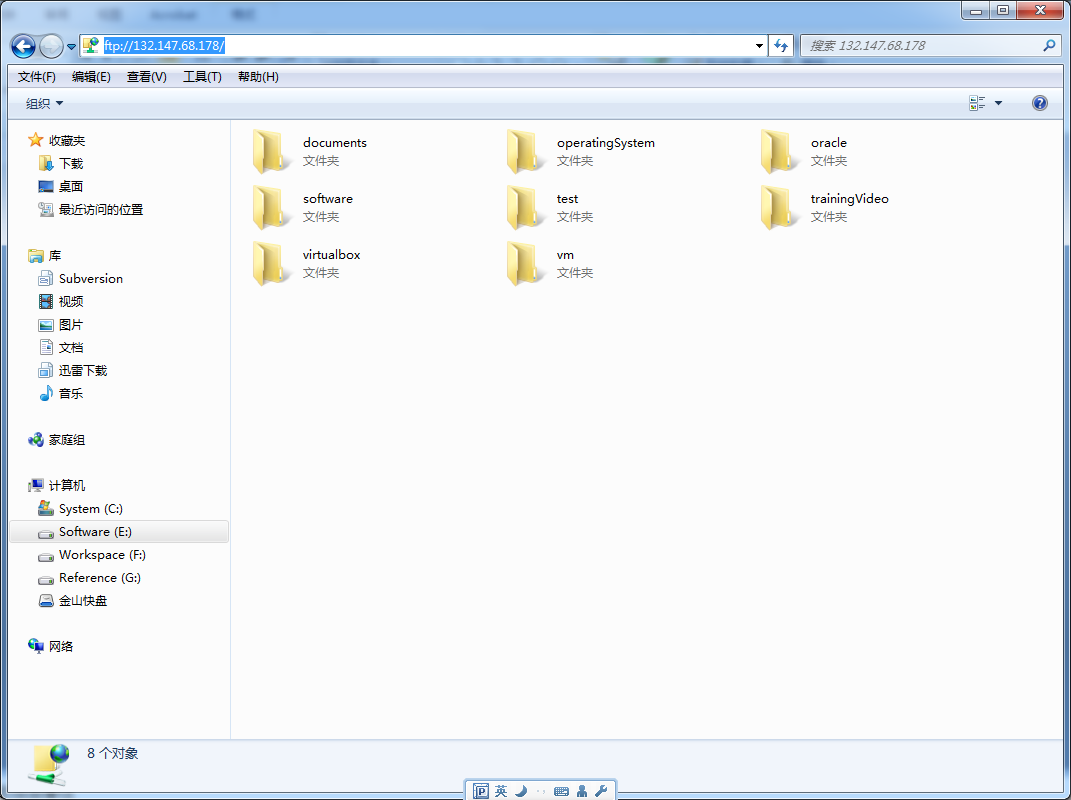 ftp://132.147.68.178/
搜索 132.147.68.178
文件(F) 编辑(E) 查看(V) 工具(T) 帮助(H)
组织
收藏夹
下载
桌面
最近访问的位置
库
Subversion
视频
图片
文档
迅雷下载
音乐
家庭组
计算机
System (C:)
Software (E:)
Workspace (F:)
Reference (G:)
金山快盘
网络
documents
文件夹
operatingSystem
文件夹
oracle
文件夹
software
文件夹
test
文件夹
trainingVideo
文件夹
virtualbox
文件夹
vm
文件夹
8 个对象
英